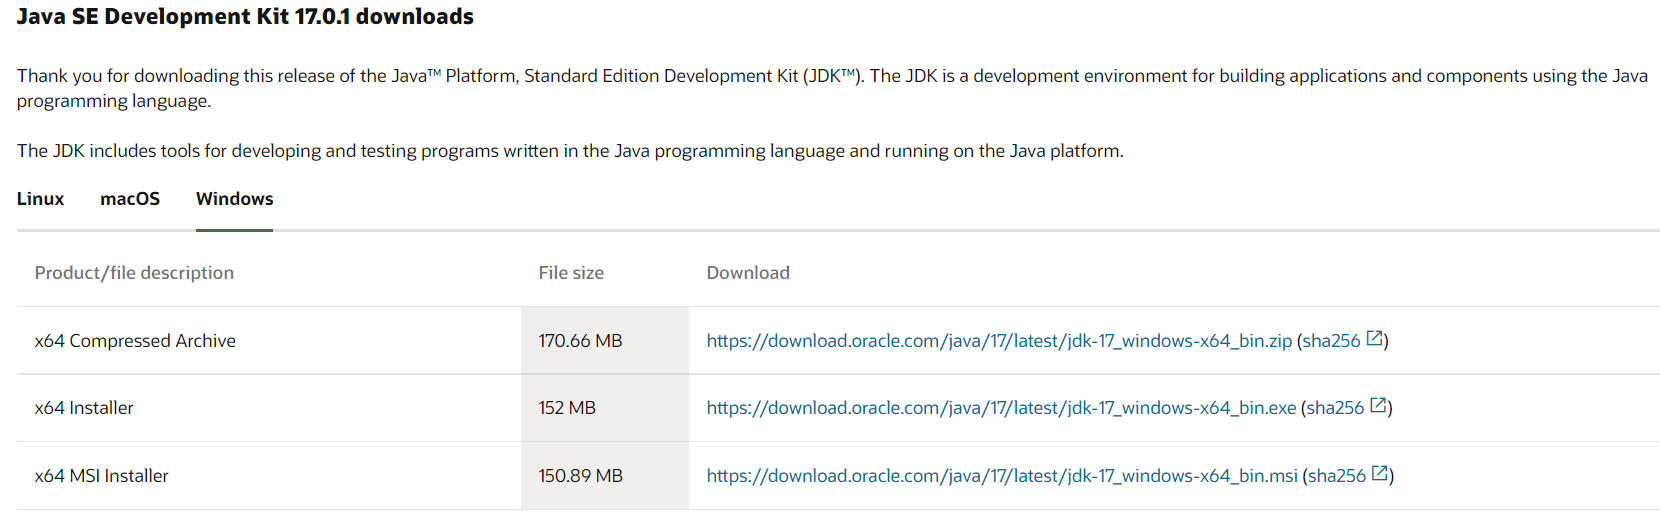 Java SE Development Kit 17.0.1 downloads
Thank you for downloading this release of the Java™ Platform, Standard Edition Development Kit (JDK™). The JDK is a development environment for building applications and components using the Java
programming language.
The JDK includes tools for developing and testing programs written in the Java programming language and running on the Java platform.
Linux macOS Windows
Product/file description File size Download
x64 Compressed Archive 170.66 MB https://download.oracle.com/java/17/latest/jdk-17_windows-x64_bin.zip (sha256)
x64 Installer 152 MB https://download.oracle.com/java/17/latest/jdk-17_windows-x64_bin.exe (sha256)
x64 MSI Installer 150.89 MB https://download.oracle.com/java/17/latest/jdk-17_windows-x64_bin.msi (sha256)